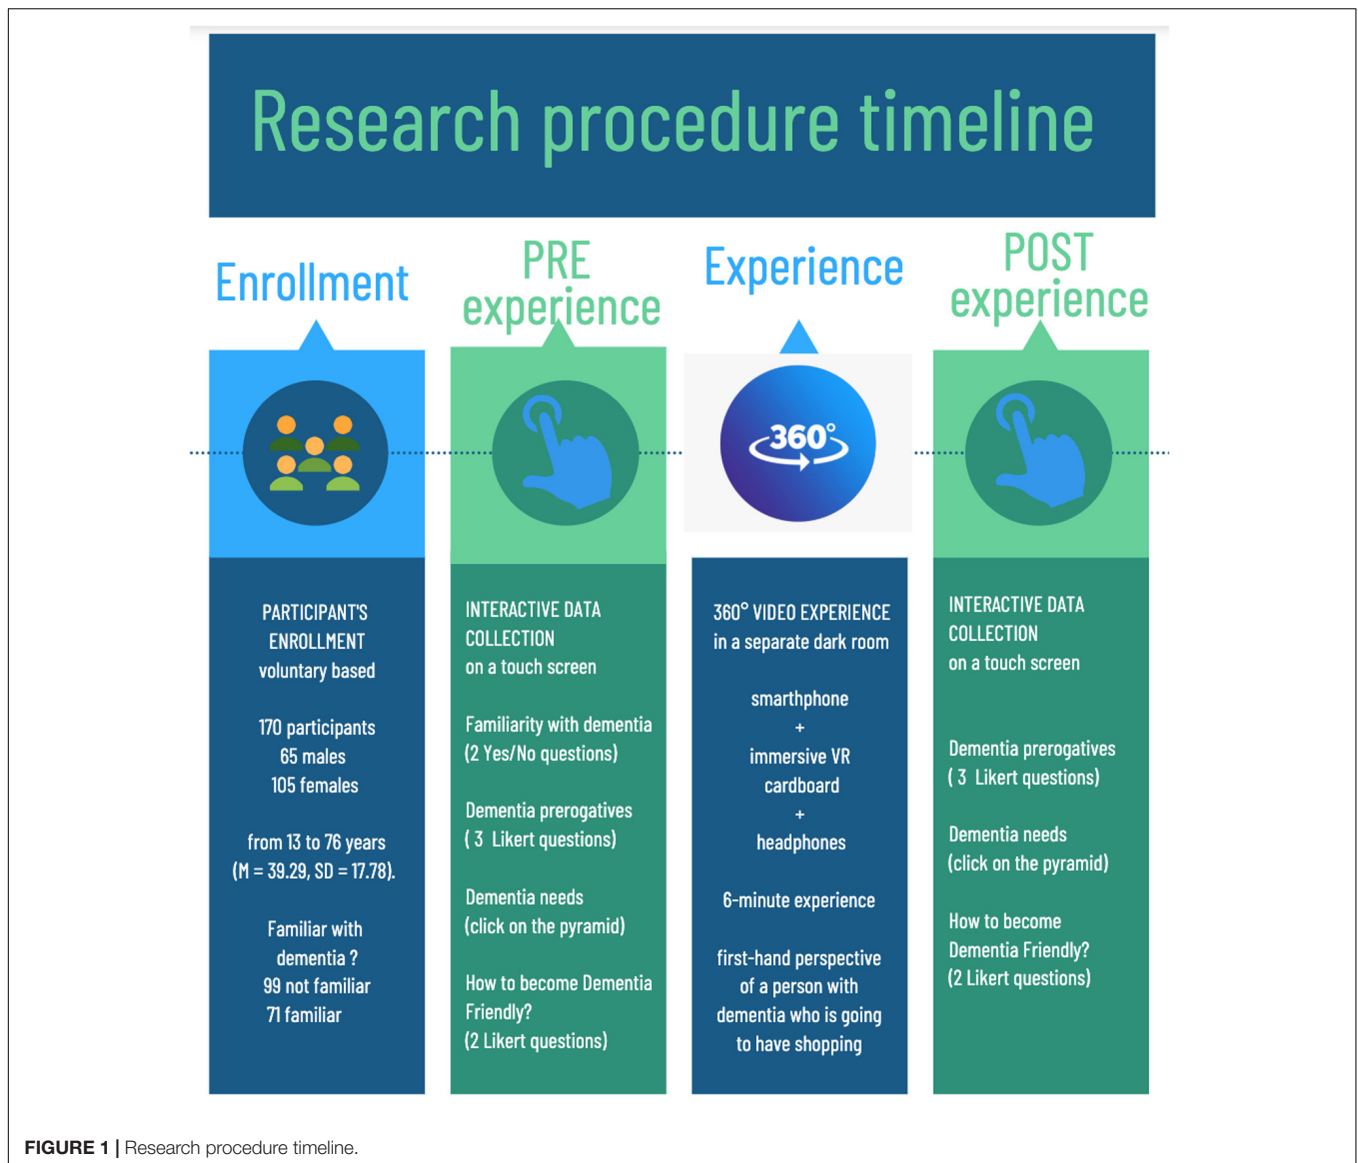 Research procedure timeline
Enrollment
PARTICIPANT'S
ENROLLMENT
voluntary based
170 participants
65 males
105 females
from 13 to 76 years
(M = 39.29, SD = 17.78).
Familiar with
dementia ?
99 not familiar
71 familiar
PRE
experience
INTERACTIVE DATA
COLLECTION
on a touch screen
Familiarity with dementia
(2 Yes/No questions)
Dementia prerogatives
( 3 Likert questions)
Dementia needs
(click on the pyramid)
How to become Dementia
Friendly?
(2 Likert questions)
Experience
360°
360° VIDEO EXPERIENCE
in a separate dark room
smarthphone
+
immersive VR
cardboard
+
headphones
6-minute experience
first-hand perspective
of a person with
dementia who is going
to have shopping
POST
experience
INTERACTIVE DATA
COLLECTION
on a touch screen
Dementia prerogatives
( 3 Likert questions)
Dementia needs
(click on the pyramid)
How to become
Dementia Friendly?
(2 Likert questions)
FIGURE 1 | Research procedure timeline.